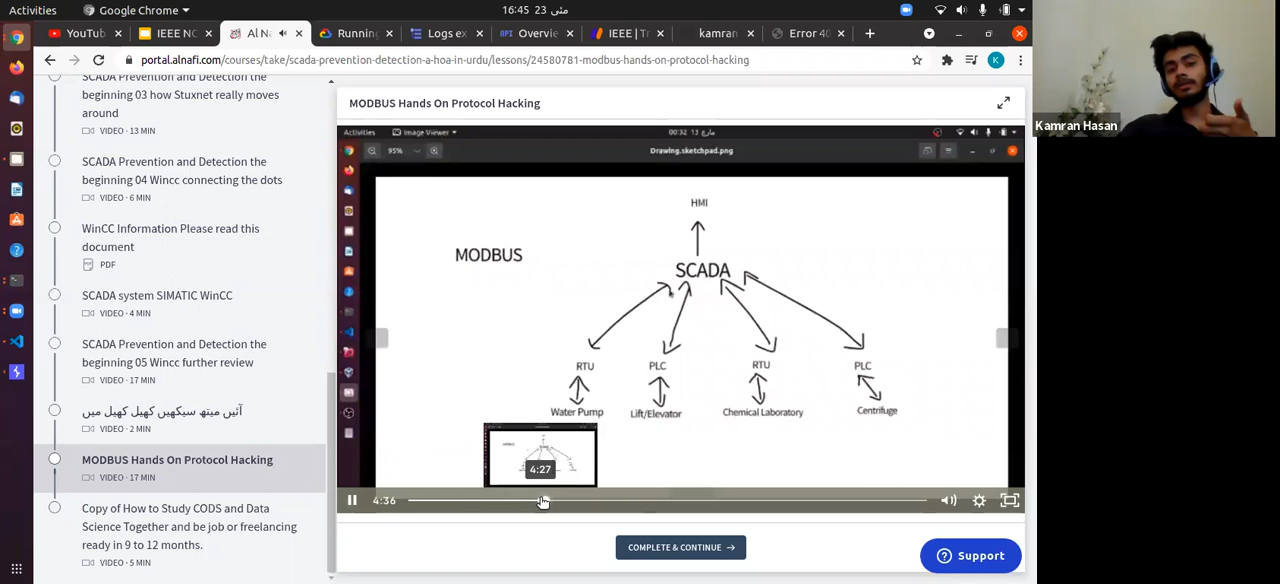 Activities
Google Chrome
16:45 23 مئی
YouTub
IEEE NC
Al Na
Running
Logs ex
API Overvie
IEEE | Tr
kamran
Error 40
portal.alnafi.com/courses/take/scada-prevention-detection-a-hoa-in-urdu/lessons/24580781-modbus-hands-on-protocol-hacking
K
Kamran Hasan
SCADA Prevention and Detection the
beginning 03 how Stuxnet really moves
around
VIDEO · 13 MIN
SCADA Prevention and Detection the
beginning 04 Wincc connecting the dots
VIDEO · 6 MIN
WinCC Information Please read this
document
PDF
SCADA system SIMATIC WinCC
VIDEO · 4 MIN
SCADA Prevention and Detection the
beginning 05 Wincc further review
VIDEO · 17 MIN
آئیں میتھ سیکھیں کھیل کھیل میں
VIDEO · 2 MIN
MODBUS Hands On Protocol Hacking
VIDEO · 17 MIN
Copy of How to Study CODS and Data
Science Together and be job or freelancing
ready in 9 to 12 months.
VIDEO · 5 MIN
MODBUS Hands On Protocol Hacking
Activities
Image Viewer
00:32 13 مارچ
95%
Drawing.sketchpad.png
HMI
MODBUS
SCADA
RTU
PLC
RTU
PLC
Water Pump
Lift/Elevator
Chemical Laboratory
Centrifuge
4:27
4:36
COMPLETE & CONTINUE →
Support